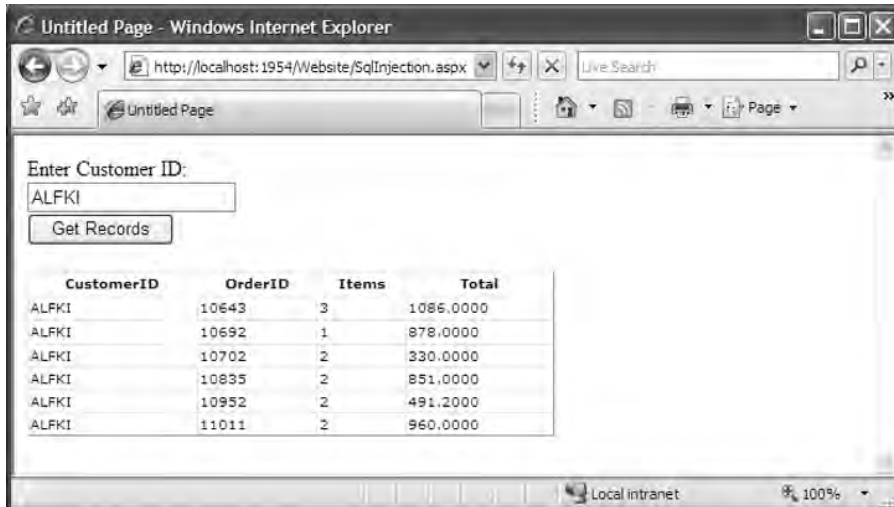 Untitled Page - Windows Internet Explorer
http://localhost:1954/Website/SqlInjection.aspx
Live Search
Untitled Page
Page
Enter Customer ID:
ALFKI
Get Records
CustomerID OrderID Items Total
ALFKI 10643 3 1086.0000
ALFKI 10692 1 878.0000
ALFKI 10702 2 330.0000
ALFKI 10835 2 851.0000
ALFKI 10952 2 491.2000
ALFKI 11011 2 960.0000
Local intranet 100%